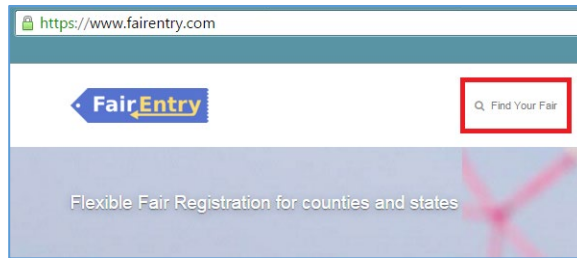 https://www.fairentry.com
FairEntry
Find Your Fair
Flexible Fair Registration for counties and states